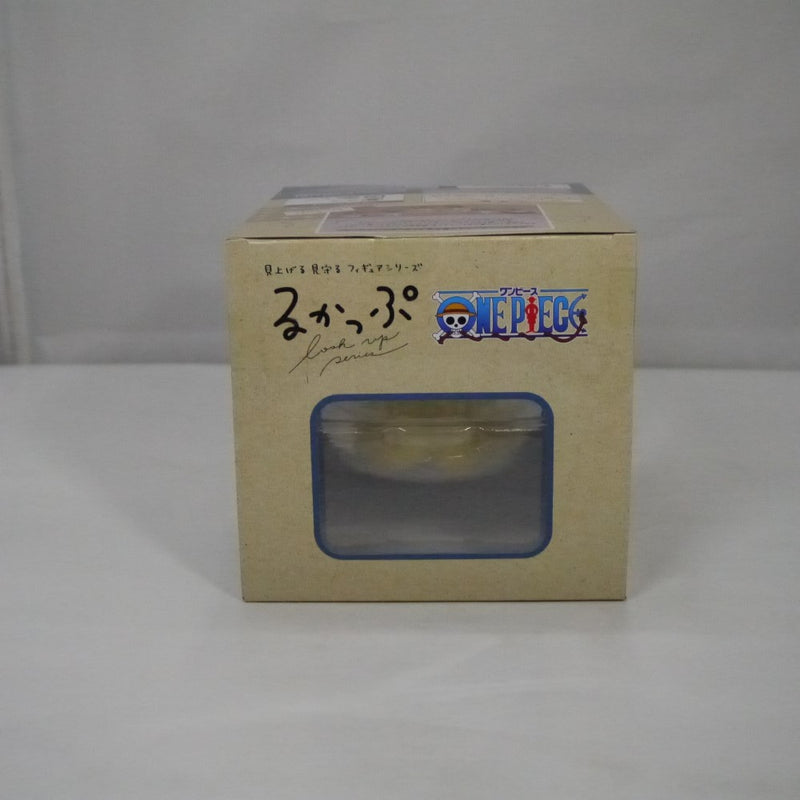 見上げる 見守る フィギュアシリーズ
るかっぷ
look up
series
ワンピース
ONE PIECE